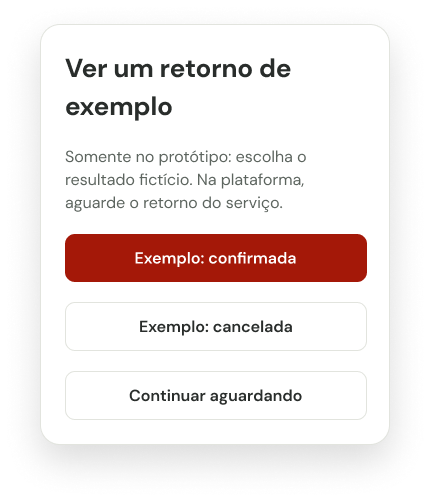 Ver um retorno de
exemplo
Somente no protótipo: escolha o
resultado fictício. Na plataforma,
aguarde o retorno do serviço.
Exemplo: confirmada
Exemplo: cancelada
Continuar aguardando